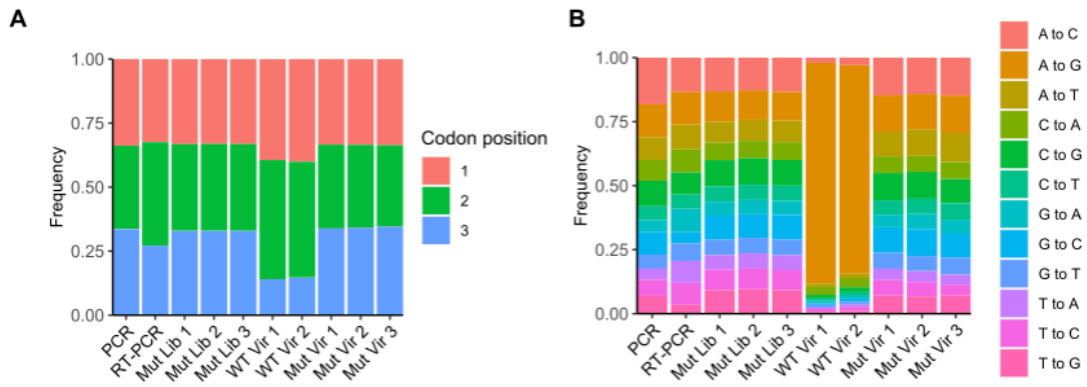 A
1.00
0.75
0.50
0.25
0.00
Frequency
PCR
RT-PCR
Mut Lib 1
Mut Lib 2
Mut Lib 3
WT Vir 1
WT Vir 2
Mut Vir 1
Mut Vir 2
Mut Vir 3
Codon position
1
2
3
B
1.00
0.75
0.50
0.25
0.00
Frequency
PCR
RT-PCR
Mut Lib 1
Mut Lib 2
Mut Lib 3
WT Vir 1
WT Vir 2
Mut Vir 1
Mut Vir 2
Mut Vir 3
A to C
A to G
A to T
C to A
C to G
C to T
G to A
G to C
G to T
T to A
T to C
T to G